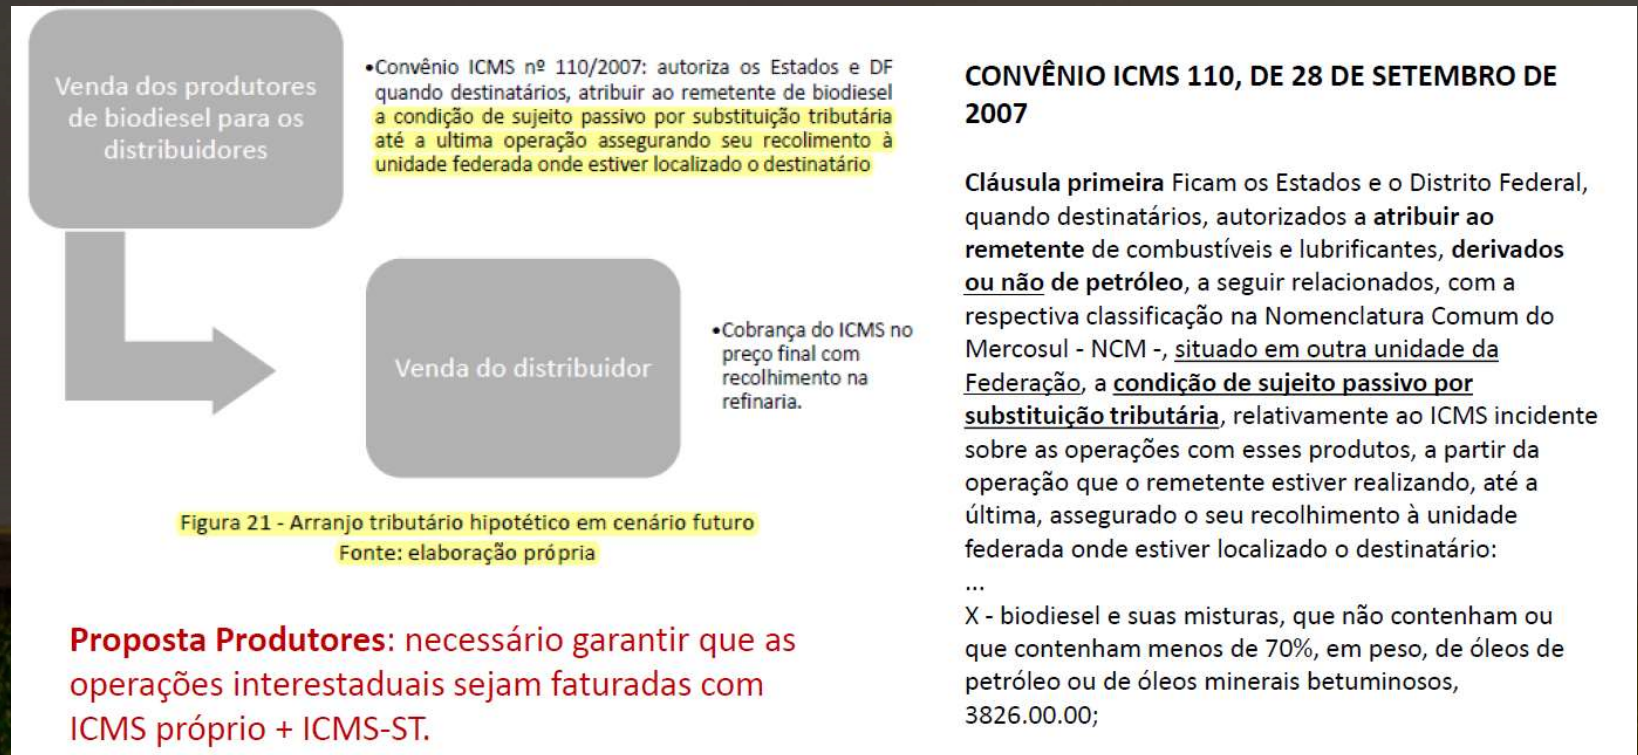 Venda dos produtores
de biodiesel para os
distribuidores
•Convênio ICMS nº 110/2007: autoriza os Estados e DF
quando destinatários, atribuir ao remetente de biodiesel
a condição de sujeito passivo por substituição tributária
até a ultima operação assegurando seu recolimento à
unidade federada onde estiver localizado o destinatário
Venda do distribuidor
•Cobrança do ICMS no
preço final com
recolhimento na
refinaria.
Figura 21 - Arranjo tributário hipotético em cenário futuro
Fonte: elaboração própria
Proposta Produtores: necessário garantir que as
operações interestaduais sejam faturadas com
ICMS próprio + ICMS-ST.
CONVÊNIO ICMS 110, DE 28 DE SETEMBRO DE
2007
Cláusula primeira Ficam os Estados e o Distrito Federal,
quando destinatários, autorizados a atribuir ao
remetente de combustíveis e lubrificantes, derivados
ou não de petróleo, a seguir relacionados, com a
respectiva classificação na Nomenclatura Comum do
Mercosul - NCM -, situado em outra unidade da
Federação, a condição de sujeito passivo por
substituição tributária, relativamente ao ICMS incidente
sobre as operações com esses produtos, a partir da
operação que o remetente estiver realizando, até a
última, assegurado o seu recolhimento à unidade
federada onde estiver localizado o destinatário:
...
X - biodiesel e suas misturas, que não contenham ou
que contenham menos de 70%, em peso, de óleos de
petróleo ou de óleos minerais betuminosos,
3826.00.00;